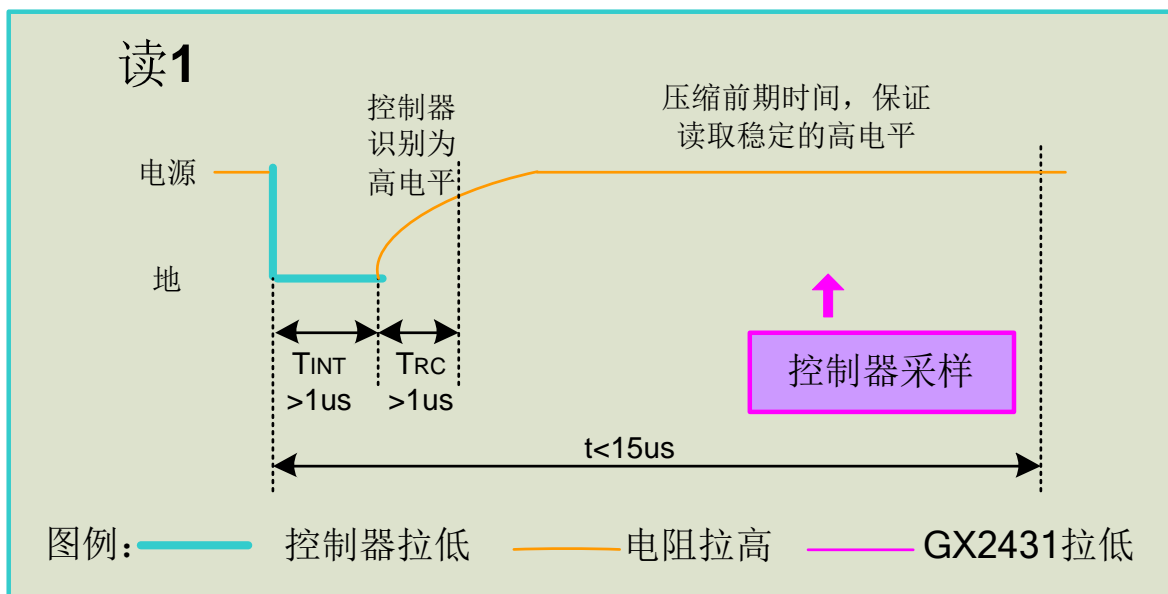 读1
控制器
识别为
高电平
压缩前期时间，保证
读取稳定的高电平
电源
地
TINT
>1us
TRC
>1us
控制器采样
t<15us
图例： 控制器拉低 电阻拉高 GX2431拉低